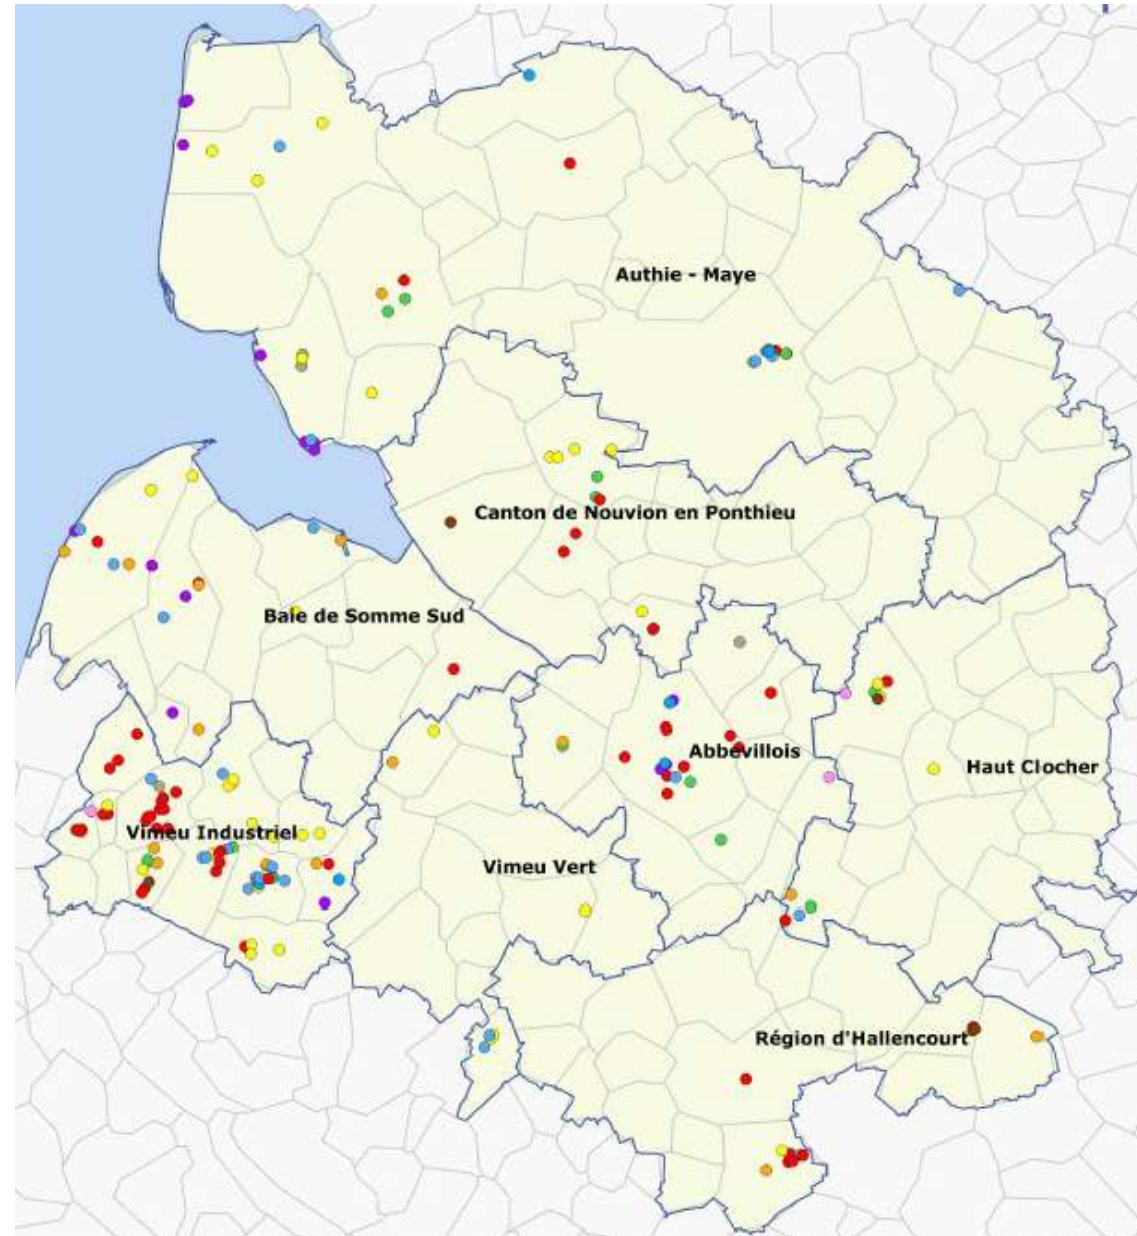 Authie - Maye
Canton de Nouvion en Ponthieu
Baie de Somme Sud
Abbevillois
Haut Clocher
Vimeu Industriel
Vimeu Vert
Région d'Hallencourt